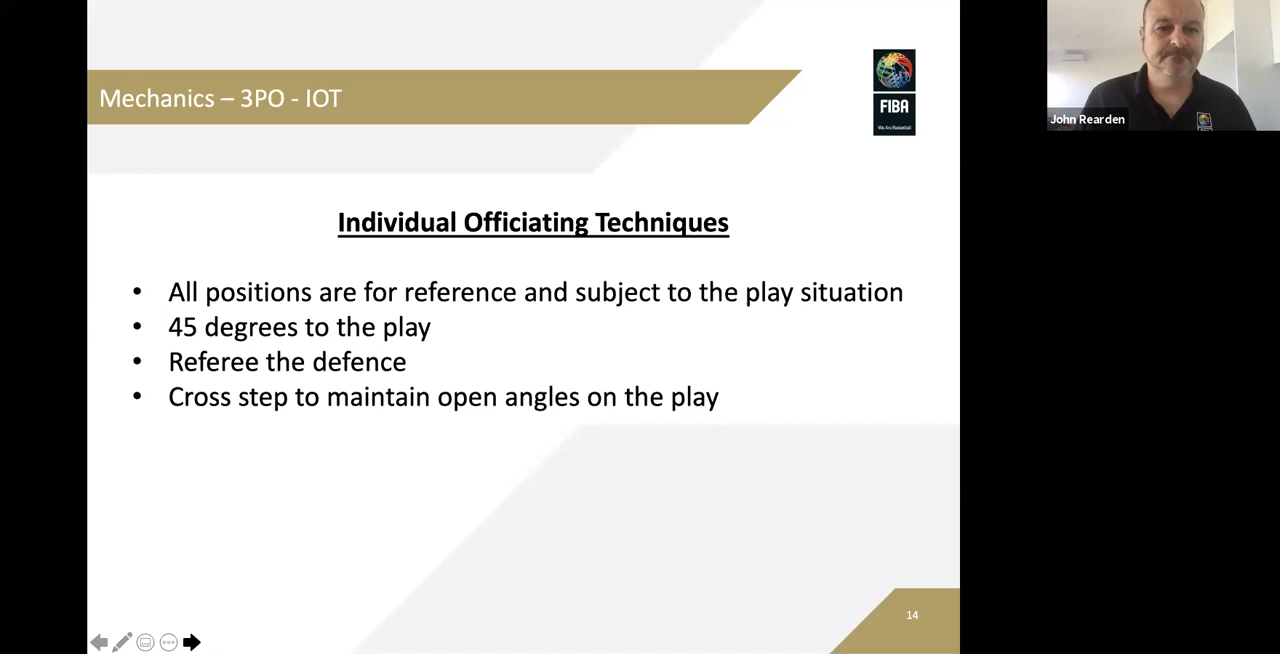 Mechanics – 3PO - IOT
FIBA
We Are Basketball
John Rearden
Individual Officiating Techniques
• All positions are for reference and subject to the play situation
• 45 degrees to the play
• Referee the defence
• Cross step to maintain open angles on the play
14